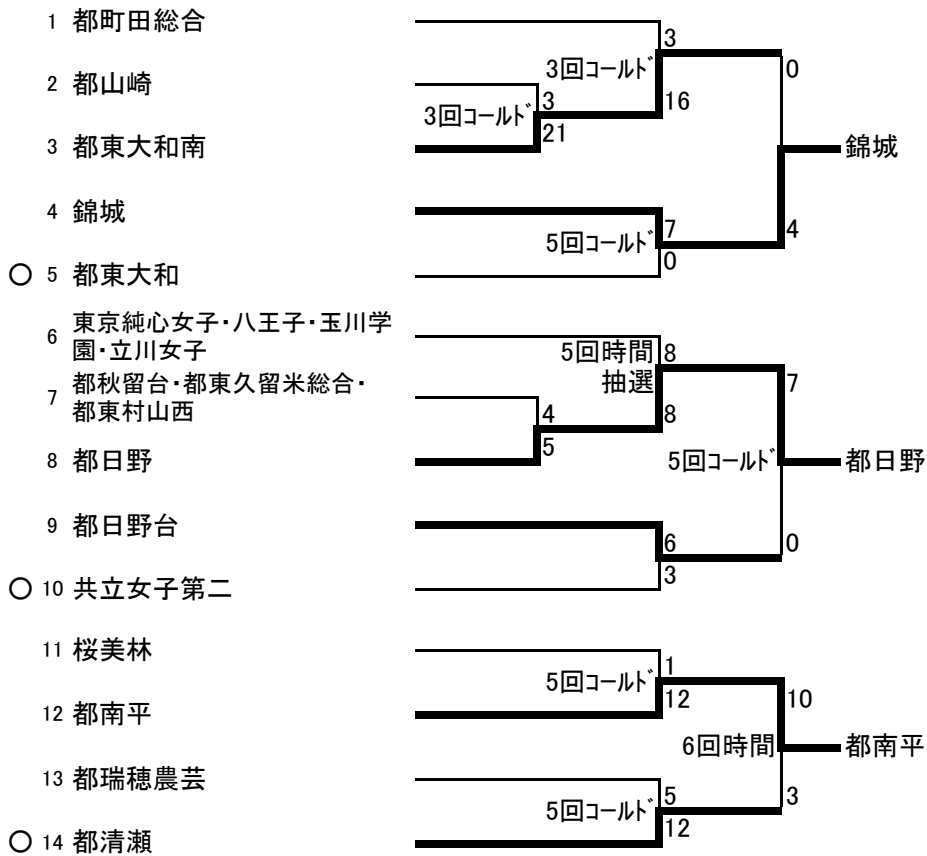 1 都町田総合
3
3回コールド
0
2 都山崎
3
16
3回コールド
21
3 都東大和南
錦城
4 錦城
7
4
5回コールド
0
○ 5 都東大和
6 東京純心女子・八王子・玉川学
園・立川女子
5回時間
抽選
8
7
7 都秋留台・都東久留米総合・
都東村山西
4
8
5
8 都日野
5回コールド
都日野
9 都日野台
6
0
3
○ 10 共立女子第二
11 桜美林
1
5回コールド
12
10
12 都南平
6回時間
都南平
13 都瑞穂農芸
5
3
5回コールド
12
○ 14 都清瀬